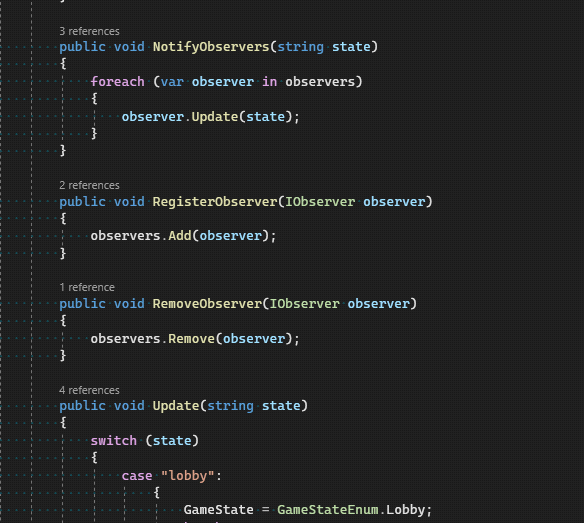 }
3 references
public void NotifyObservers(string state)
{
foreach (var observer in observers)
{
observer.Update(state);
}
}
2 references
public void RegisterObserver(IObserver observer)
{
observers.Add(observer);
}
1 reference
public void RemoveObserver(IObserver observer)
{
observers.Remove(observer);
}
4 references
public void Update(string state)
{
switch (state)
{
case "lobby":
{
GameState = GameStateEnum.Lobby;